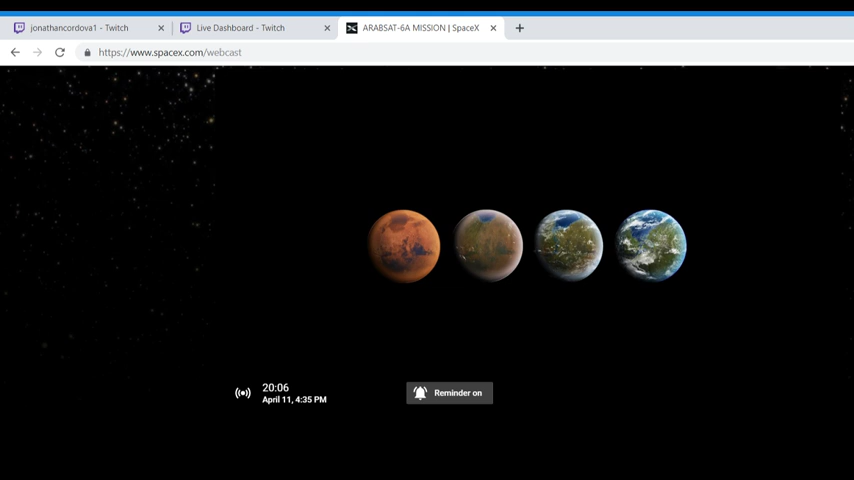 jonathancordova1 - Twitch
Live Dashboard - Twitch
ARABSAT-6A MISSION | SpaceX
https://www.spacex.com/webcast
20:06
April 11, 4:35 PM
Reminder on